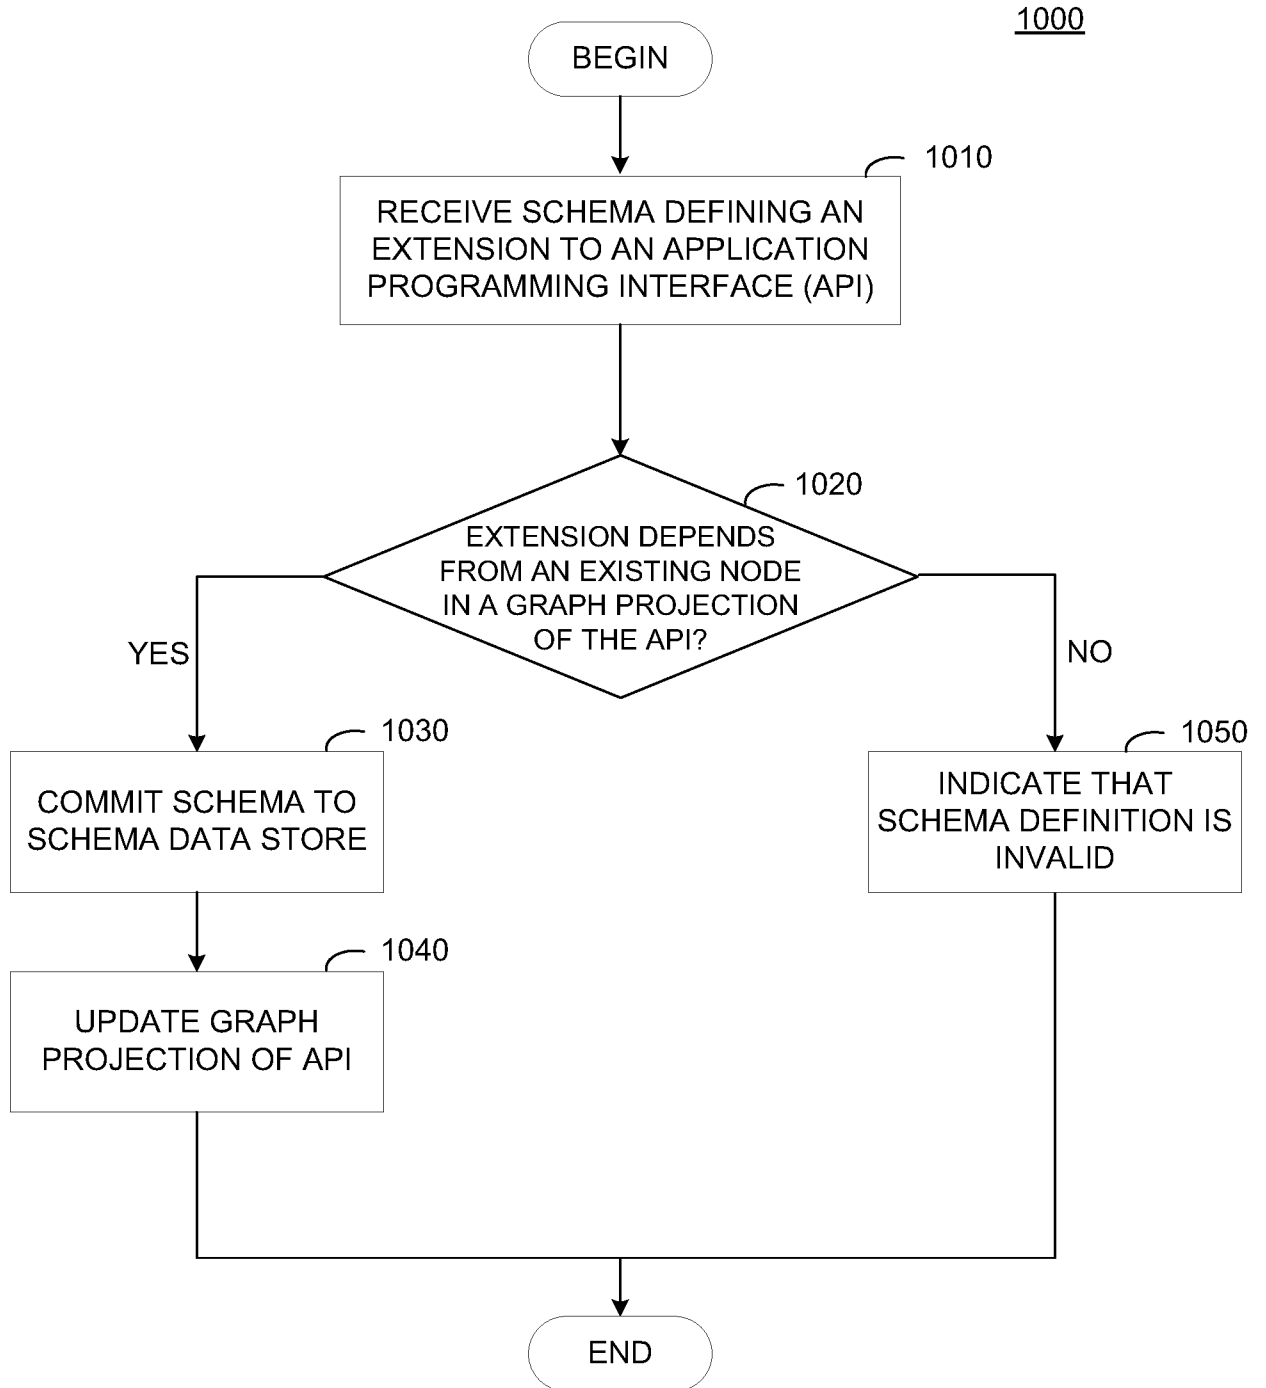 1000
BEGIN
1010
RECEIVE SCHEMA DEFINING AN
EXTENSION TO AN APPLICATION
PROGRAMMING INTERFACE (API)
1020
EXTENSION DEPENDS
FROM AN EXISTING NODE
IN A GRAPH PROJECTION
OF THE API?
YES
NO
1030
COMMIT SCHEMA TO
SCHEMA DATA STORE
1050
INDICATE THAT
SCHEMA DEFINITION IS
INVALID
1040
UPDATE GRAPH
PROJECTION OF API
END